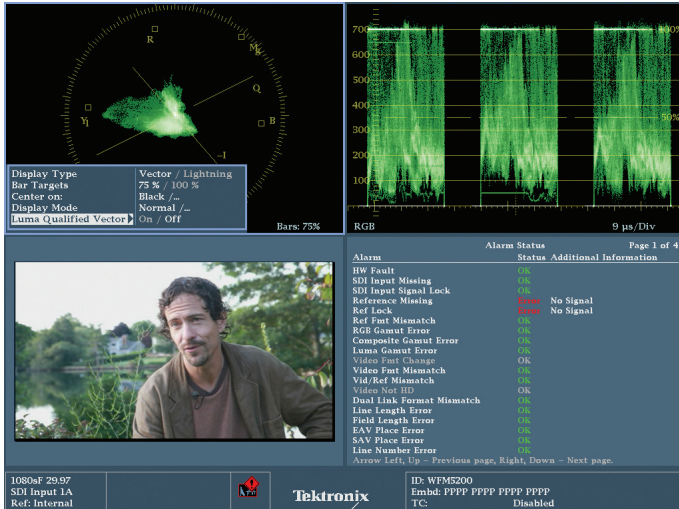 R
Mg
Q
YI
B
-I
Display Type Vector / Lightning
Bar Targets 75 % / 100 %
Center on: Black /...
Display Mode Normal /...
Luma Qualified Vector On / Off
Bars: 75%
700
100%
600
500
400
50%
300
200
100
RGB
9 µs/Div
Alarm Status Page 1 of 4
Alarm Status Additional Information
HW Fault OK
SDI Input Missing OK
SDI Input Signal Lock OK
Reference Missing No Signal
Ref Lock No Signal
Ref Fmt Mismatch OK
RGB Gamut Error OK
Composite Gamut Error OK
Luma Gamut Error OK
Video Fmt Change OK
Video Fmt Mismatch OK
Vid/Ref Mismatch OK
Video Not HD OK
Dual Link Format Mismatch OK
Line Length Error OK
Field Length Error OK
EAV Place Error OK
SAV Place Error OK
Line Number Error OK
Arrow Left, Up - Previous page, Right, Down - Next page.
1080sF 29.97
SDI Input 1A
Ref: Internal
Tektronix
ID: WFM5200
Embd: PPPP PPPP PPPP PPPP
TC: Disabled